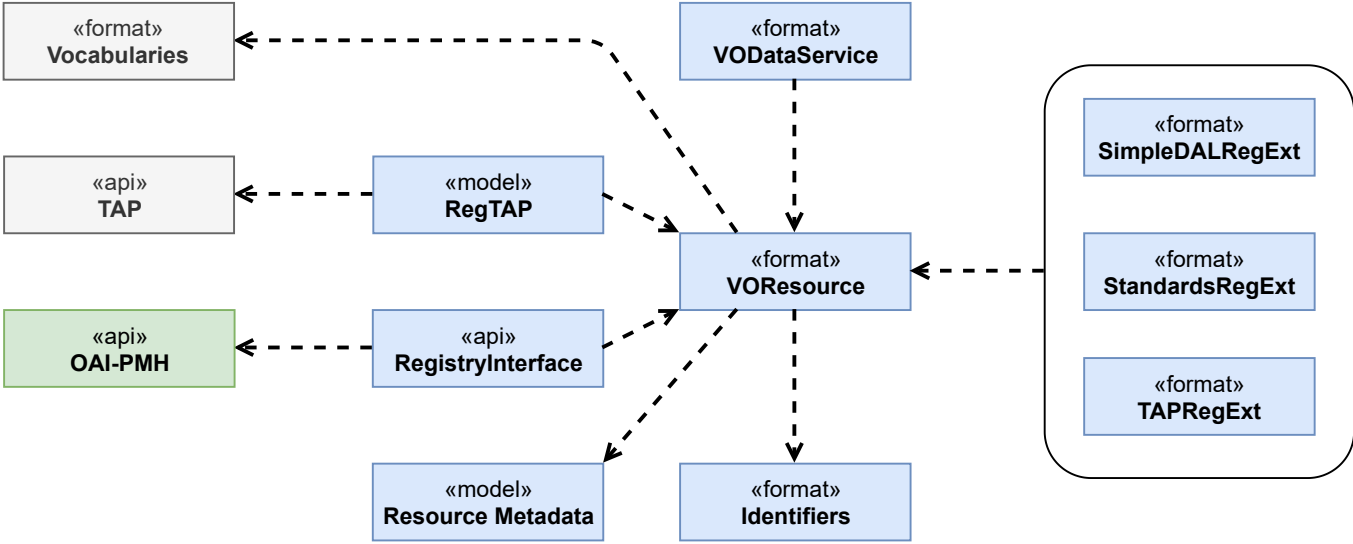 «format»
Vocabularies
«format»
VODataService
«format»
SimpleDALRegExt
«api»
TAP
«model»
RegTAP
«format»
VOResource
«format»
StandardsRegExt
«api»
OAI-PMH
«api»
RegistryInterface
«format»
TAPRegExt
«model»
Resource Metadata
«format»
Identifiers